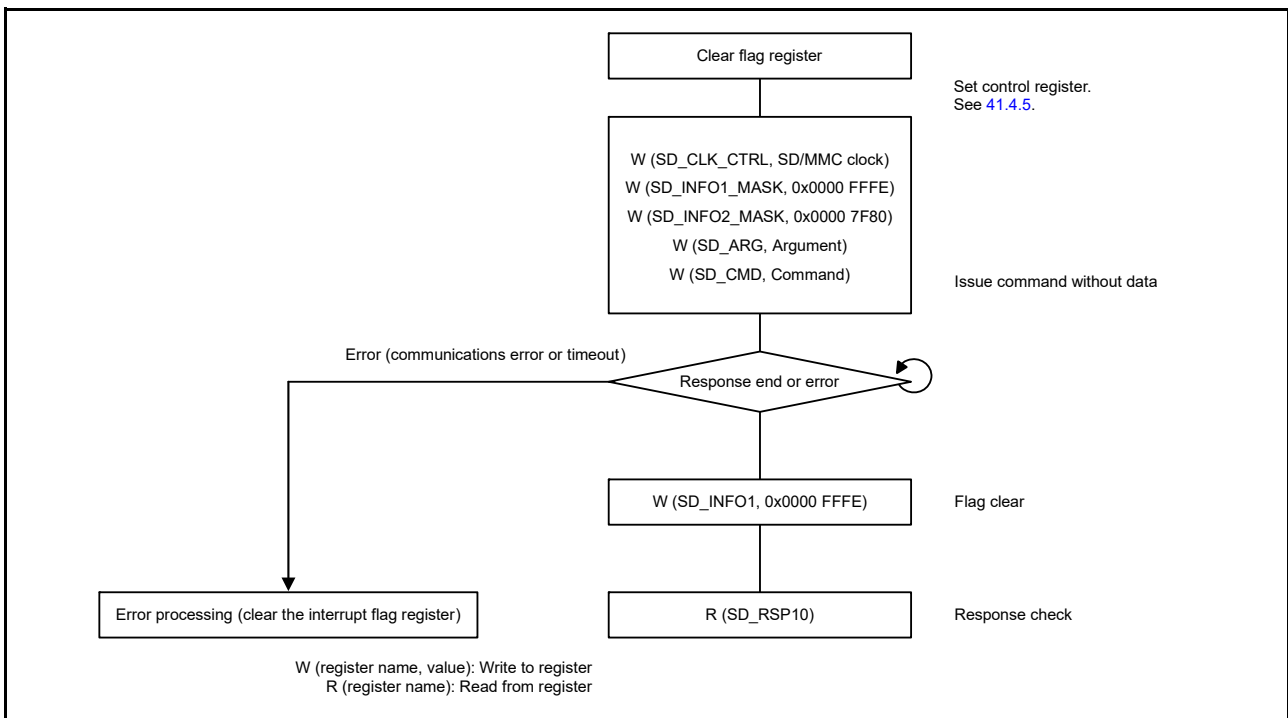 Clear flag register
Set control register.
See 41.4.5.
W (SD_CLK_CTRL, SD/MMC clock)
W (SD_INFO1_MASK, 0x0000 FFFE)
W (SD_INFO2_MASK, 0x0000 7F80)
W (SD_ARG, Argument)
W (SD_CMD, Command)
Issue command without data
Error (communications error or timeout)
Response end or error
W (SD_INFO1, 0x0000 FFFE)
Flag clear
Error processing (clear the interrupt flag register)
R (SD_RSP10)
Response check
W (register name, value): Write to register
R (register name): Read from register